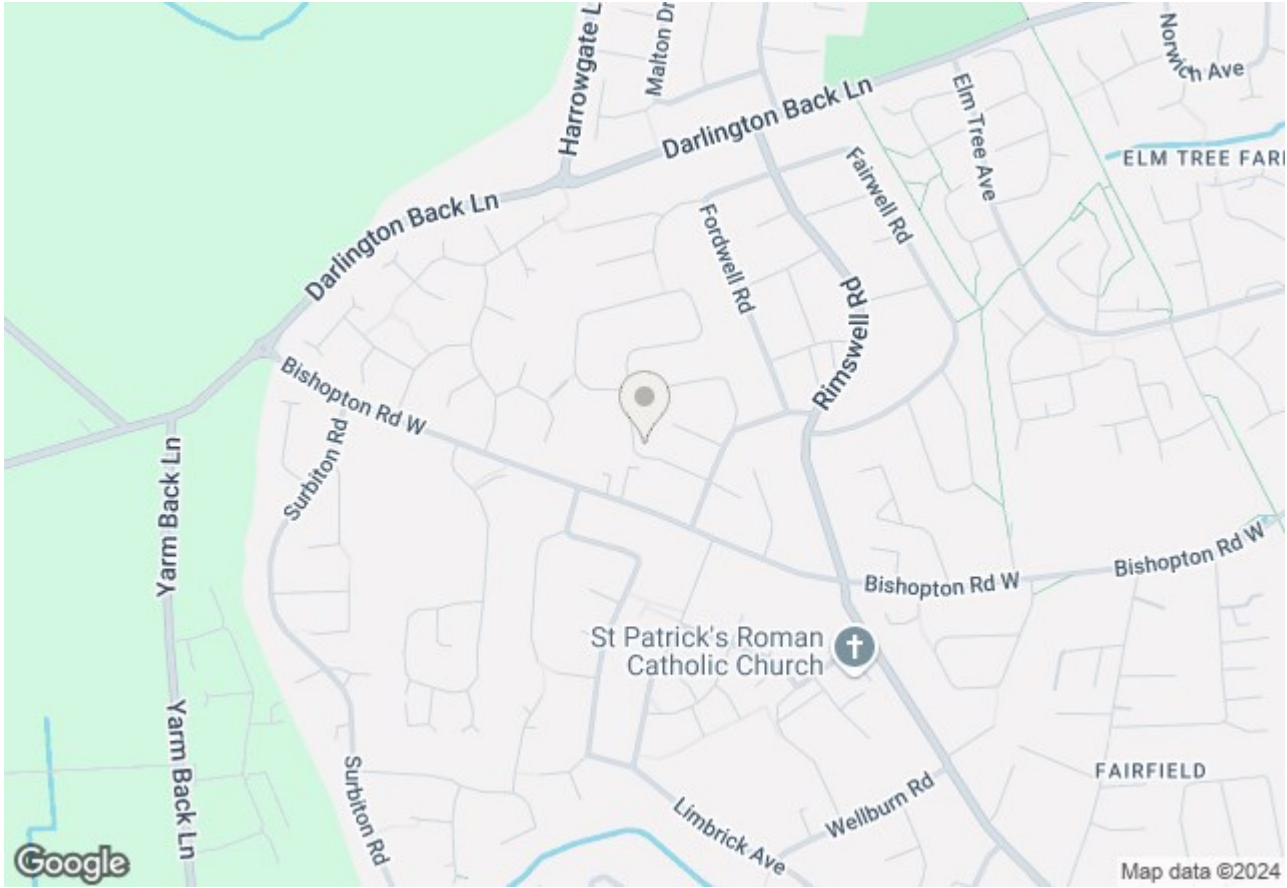 Harrowgate L
Malton Dr
Norwich Ave
Darlington Back Ln
Elm Tree Ave
ELM TREE FAR
Fairwell Rd
Darlington Back Ln
Fordwell Rd
Rimswell Rd
Bishopton Rd W
Surbiton Rd
Yarm Back Ln
Bishopton Rd W
Bishopton Rd W
St Patrick's Roman
Catholic Church
Yarm Back Ln
Surbiton Rd
FAIRFIELD
Limbrick Ave
Wellburn Rd
Google
Map data ©2024